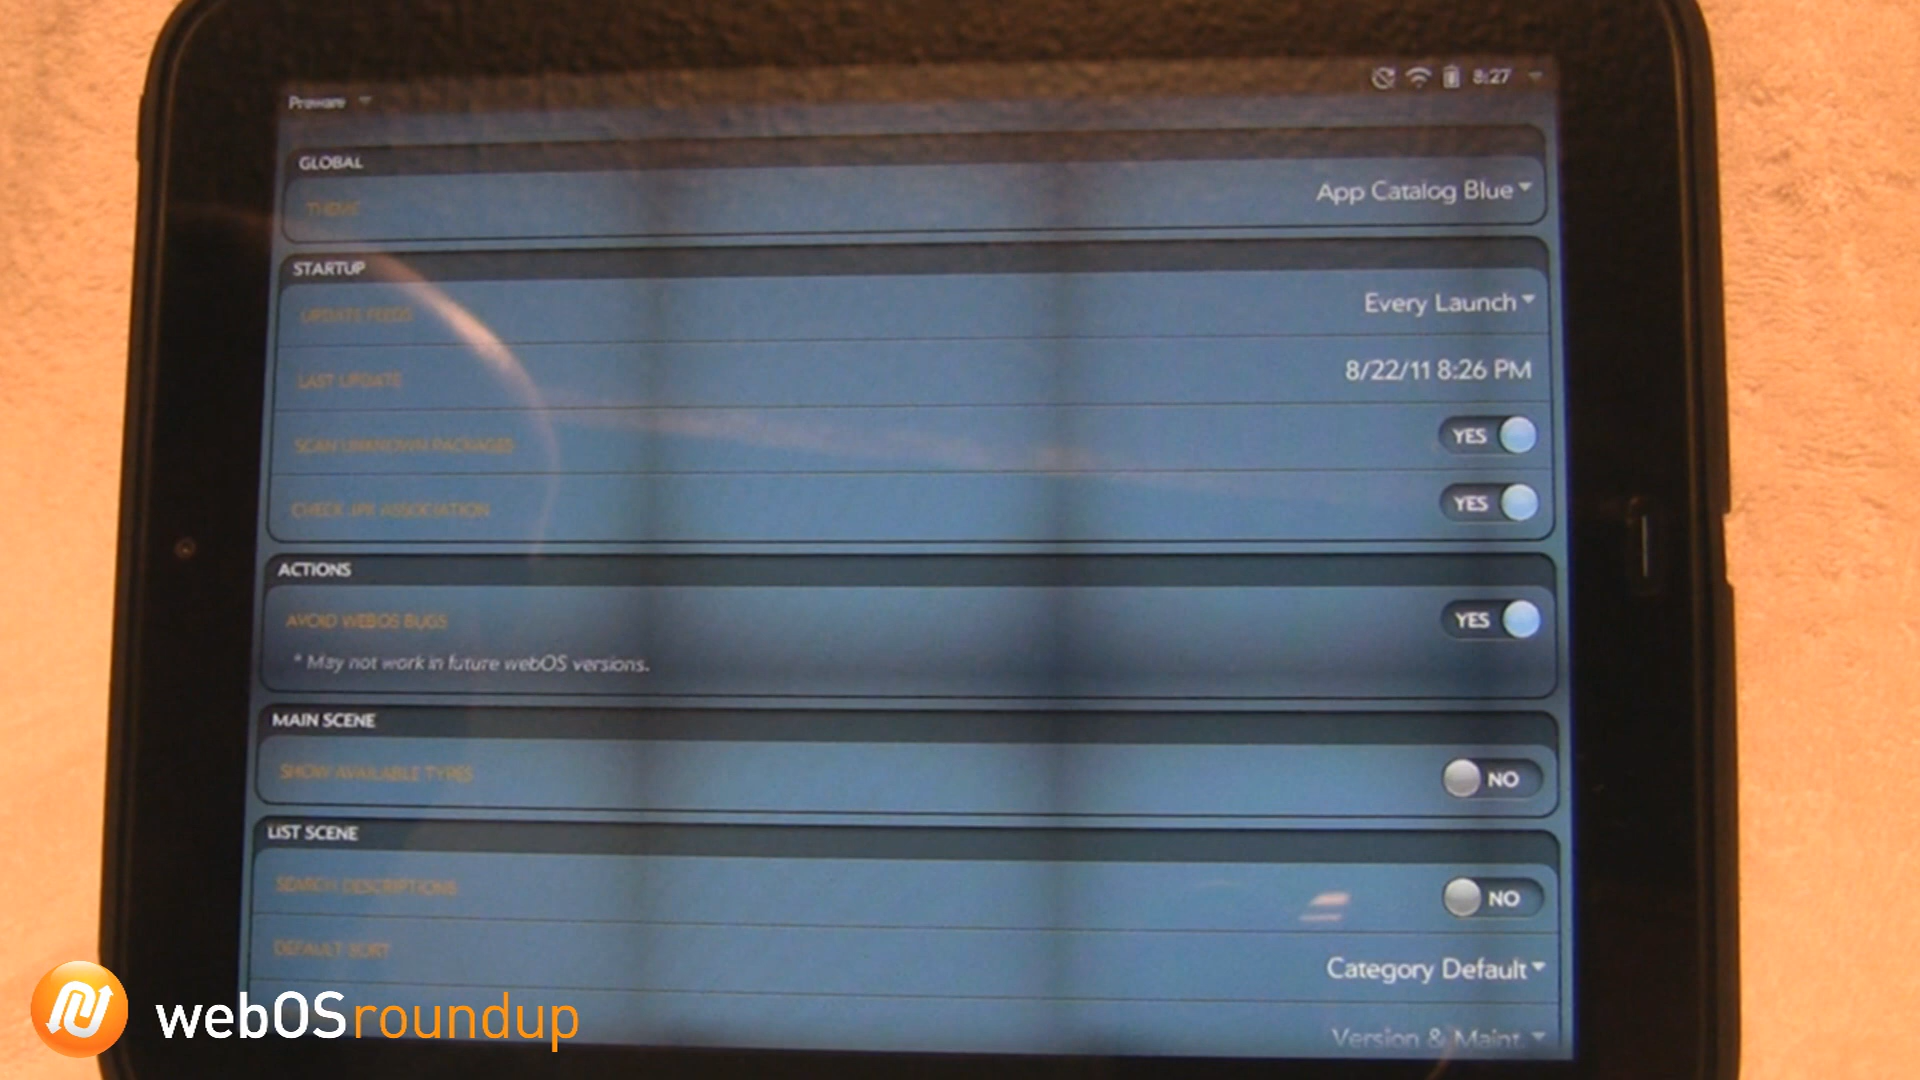 Preware
8:27
GLOBAL
THEME
App Catalog Blue
STARTUP
UPDATE FEEDS
Every Launch
LAST UPDATE
8/22/11 8:26 PM
SCAN UNKNOWN PACKAGES
YES
CHECK .IPK ASSOCIATION
YES
ACTIONS
AVOID WEBOS BUGS
YES
* May not work in future webOS versions.
MAIN SCENE
SHOW AVAILABLE TYPES
NO
LIST SCENE
SEARCH DESCRIPTIONS
NO
DEFAULT SORT
Category Default
Version & Maint
webOSroundup